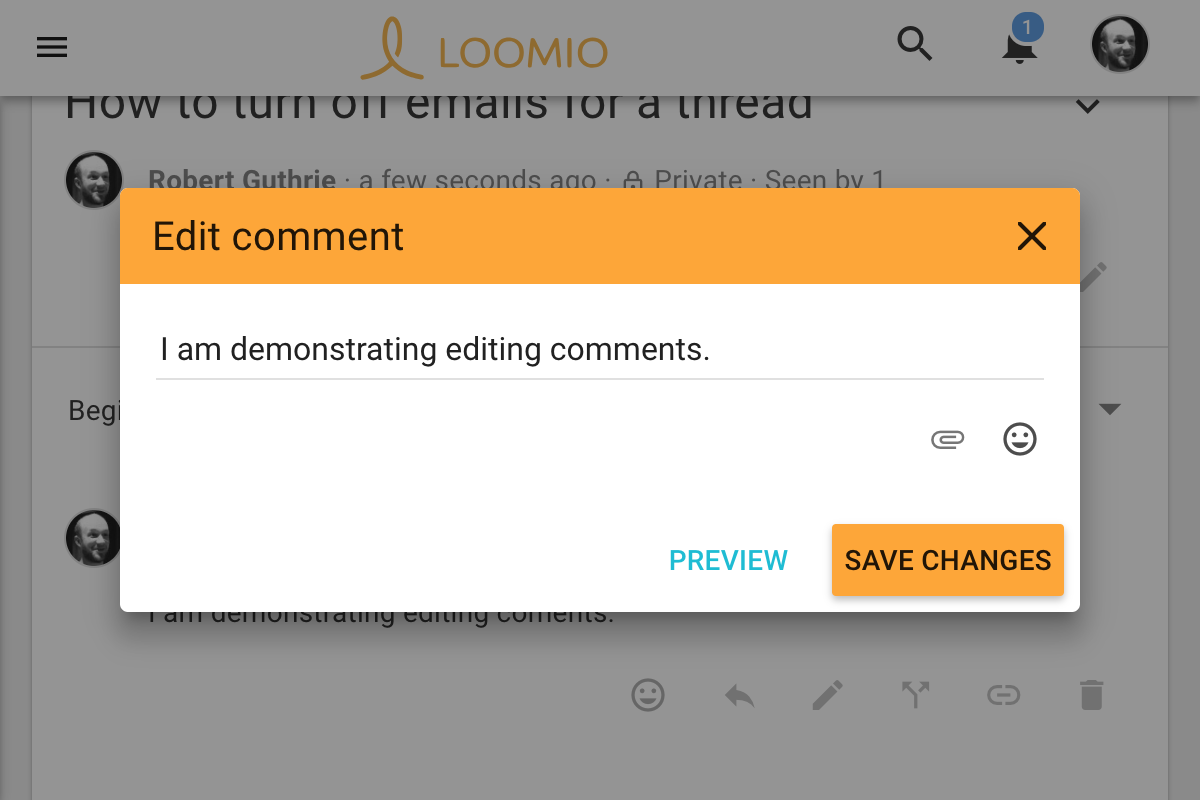 LOOMIO
1
How to turn off emails for a thread
Robert Guthrie · a few seconds ago · Private · Seen by 1
Edit comment
I am demonstrating editing comments.
Begi
PREVIEW
SAVE CHANGES
I am demonstrating editing coments.